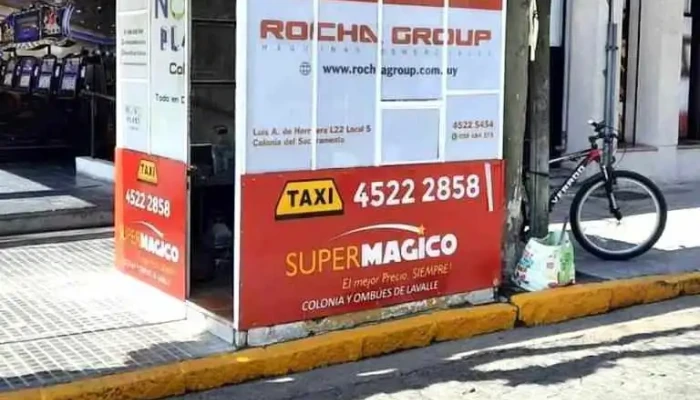 ROCHA GROUP
www.rochagroup.com.uy
Luis A. de Herrera L22 Local 5
Colonia del Sacramento
4522 5454
TAXI
4522 2858
SUPERMAGICO
El mejor Precio, SIEMPRE!
COLONIA Y OMBÚES DE LAVALLE
TAXI
4522 2858
SUPERMAGICO
VENZO